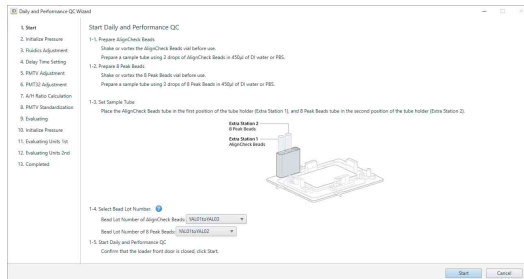 Daily and Performance QC Wizard
1. Start
2. Initialize Pressure
3. Fluidics Adjustment
4. Delay Time Setting
5. PMTV Adjustment
6. PMT32 Adjustment
7. A/H Ratio Calculation
8. PMTV Standardization
9. Evaluating
10. Initialize Pressure
11. Evaluating Units 1st
12. Evaluating Units 2nd
13. Completed
Start Daily and Performance QC
1-1. Prepare AlignCheck Beads
Shake or vortex the AlignCheck Beads vial before use.
Prepare a sample tube using 2 drops of AlignCheck Beads in 450μl of DI water or PBS.
1-2. Prepare 8 Peak Beads
Shake or vortex the 8 Peak Beads vial before use.
Prepare a sample tube using 2 drops of 8 Peak Beads in 450μl of DI water or PBS.
1-3. Set Sample Tube
Place the AlignCheck Beads tube in the first position of the tube holder (Extra Station 1), and 8 Peak Beads tube in the second position of the tube holder (Extra Station 2).
Extra Station 2
8 Peak Beads
Extra Station 1
AlignCheck Beads
1-4. Select Bead Lot Number. ?
Bead Lot Number of AlignCheck Beads: YAL01toYAL03
Bead Lot Number of 8 Peak Beads: YAL01toYAL02
1-5. Start Daily and Performance QC
Confirm that the loader front door is closed, click Start.
Start Cancel